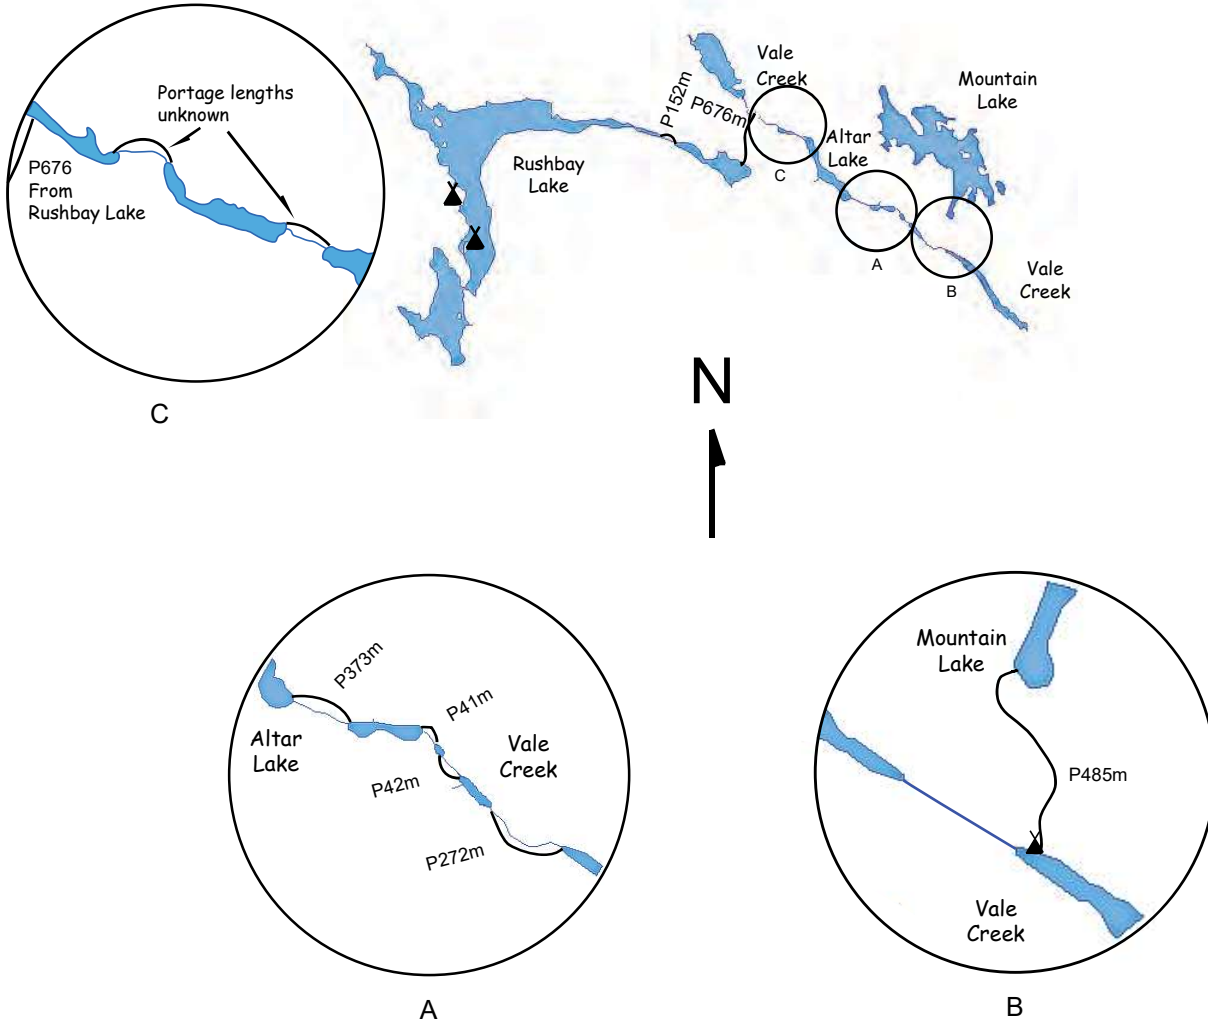 Portage lengths
unknown
P676
From
Rushbay Lake
C
Vale
Creek
P152m
P676m
Rushbay
Lake
C
Altar
Lake
Mountain
Lake
A
B
Vale
Creek
N
P373m
P41m
Altar
Lake
Vale
Creek
P42m
P272m
A
Mountain
Lake
P485m
Vale
Creek
B